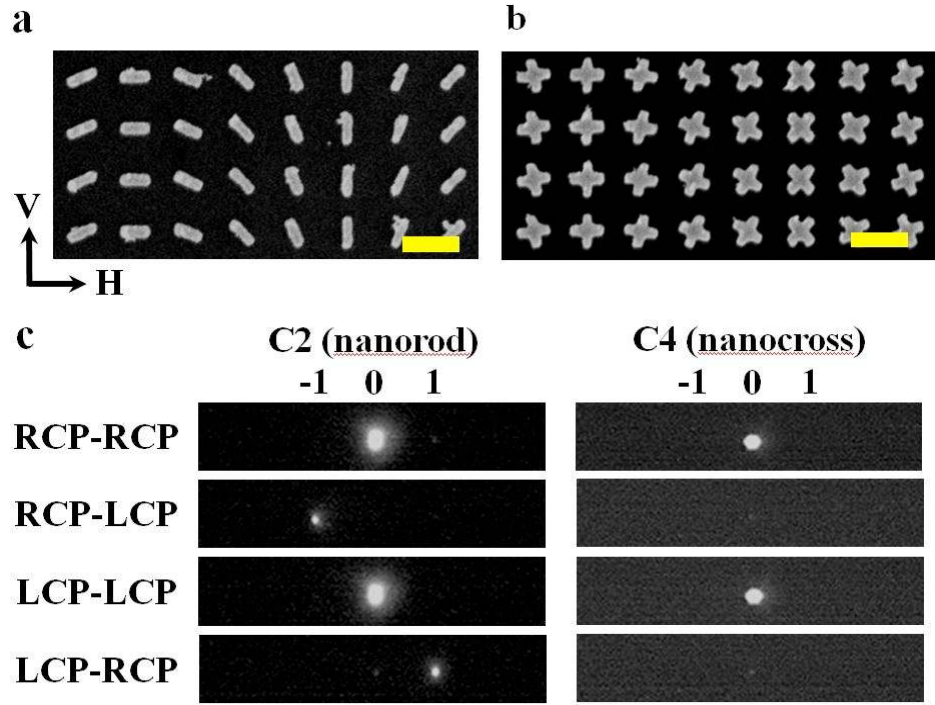 a
b
V
H
c
C2 (nanorod)
C4 (nanocross)
-1 0 1
-1 0 1
RCP-RCP
RCP-LCP
LCP-LCP
LCP-RCP